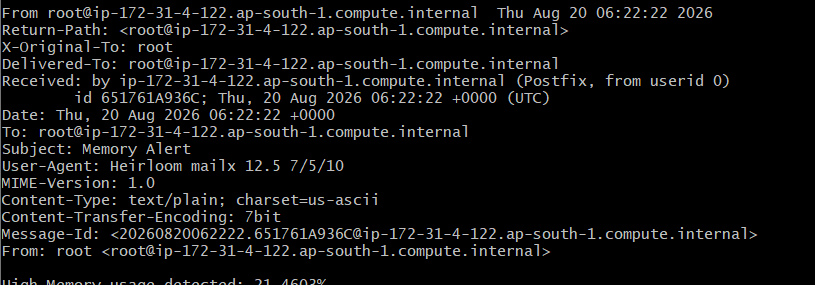 From root@ip-172-31-4-122.ap-south-1.compute.internal  Thu Aug 20 06:22:22 2026
Return-Path: <root@ip-172-31-4-122.ap-south-1.compute.internal>
X-Original-To: root
Delivered-To: root@ip-172-31-4-122.ap-south-1.compute.internal
Received: by ip-172-31-4-122.ap-south-1.compute.internal (Postfix, from userid 0)
        id 651761A936C; Thu, 20 Aug 2026 06:22:22 +0000 (UTC)
Date: Thu, 20 Aug 2026 06:22:22 +0000
To: root@ip-172-31-4-122.ap-south-1.compute.internal
Subject: Memory Alert
User-Agent: Heirloom mailx 12.5 7/5/10
MIME-Version: 1.0
Content-Type: text/plain; charset=us-ascii
Content-Transfer-Encoding: 7bit
Message-Id: <20260820062222.651761A936C@ip-172-31-4-122.ap-south-1.compute.internal>
From: root <root@ip-172-31-4-122.ap-south-1.compute.internal>
High Memory usage detected: 21.4603%